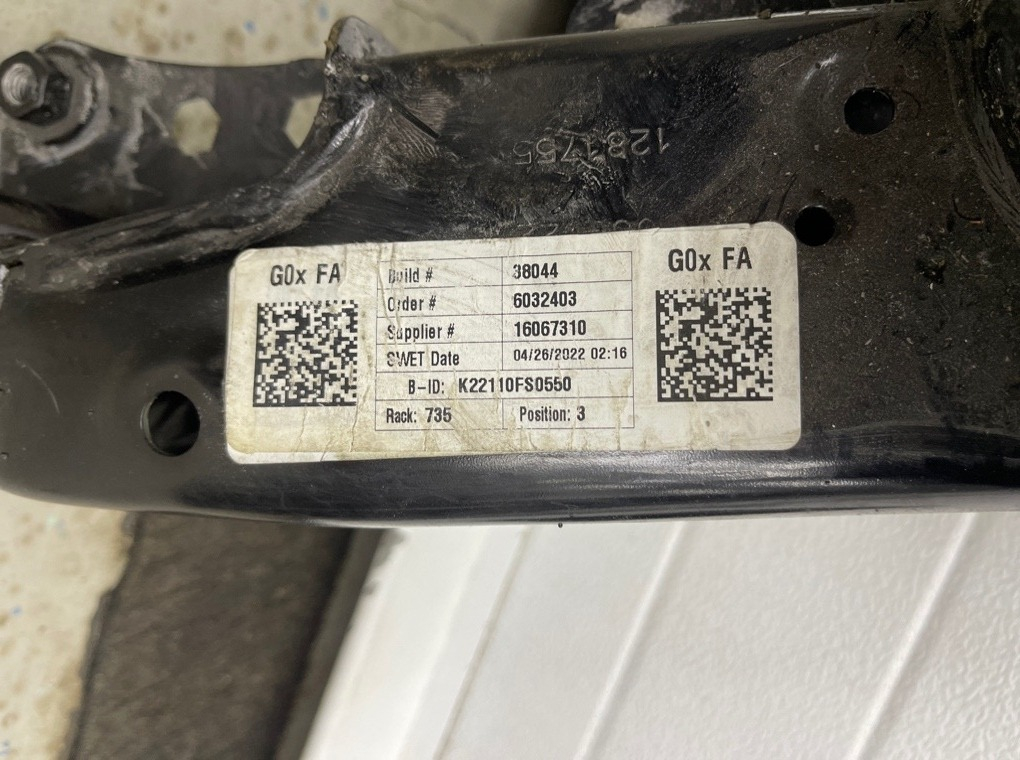 G0x FA
Build # 38044
Order # 6032403
Supplier # 16067310
SWET Date 04/26/2022 02:16
B-ID: K22110FS0550
Rack: 735 Position: 3
G0x FA